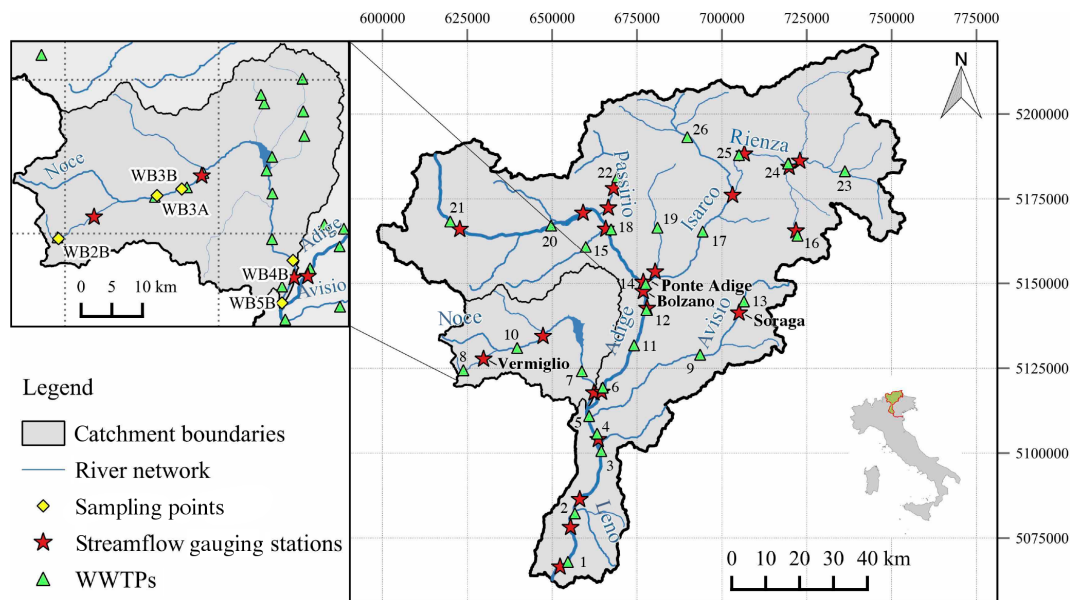 600000 625000 650000 675000 700000 725000 750000 775000
N
5200000
5175000
5150000
5125000
5100000
5075000
Noce
WB3B
WB3A
WB2B
Adige
WB4B
WB5B
Avisio
0 5 10 km
26
Rienza
25
24
23
Passirio
22
21
20
18
19
Isarco
17
16
15
14
Ponte Adige
Bolzano
13
12
Soraga
Avisio
Adige
11
Noce
10
9
8
Vermiglio
7
6
5
4
3
2
Leno
1
Legend
Catchment boundaries
River network
Sampling points
Streamflow gauging stations
WWTPs
0 10 20 30 40 km